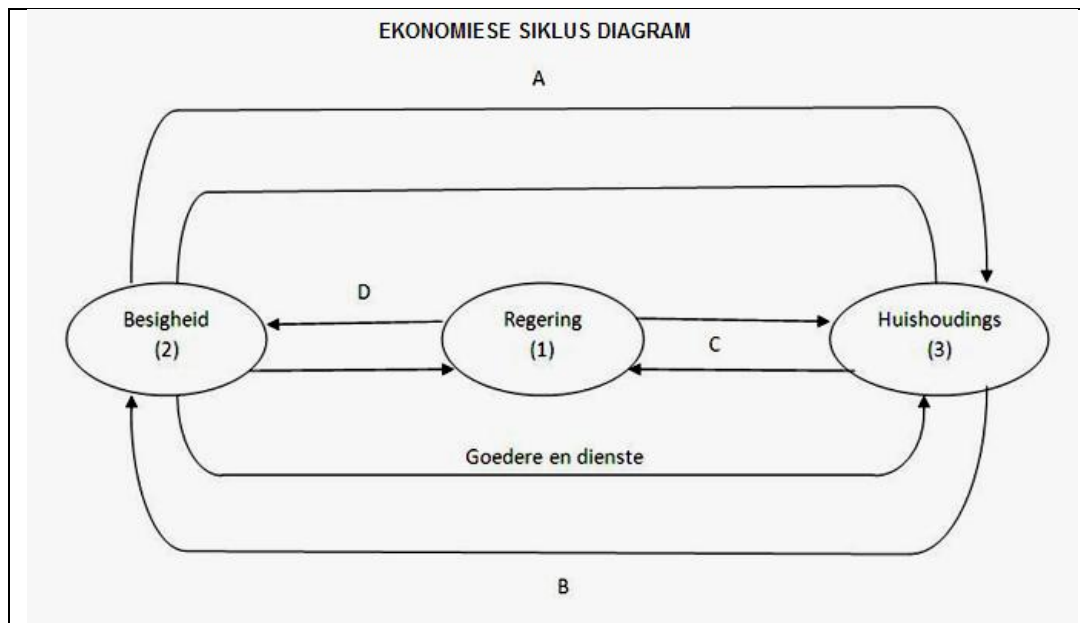 EKONOMIESE SIKLUS DIAGRAM
A
D
Besigheid
(2)
Regering
(1)
Huishoudings
(3)
C
Goedere en dienste
B